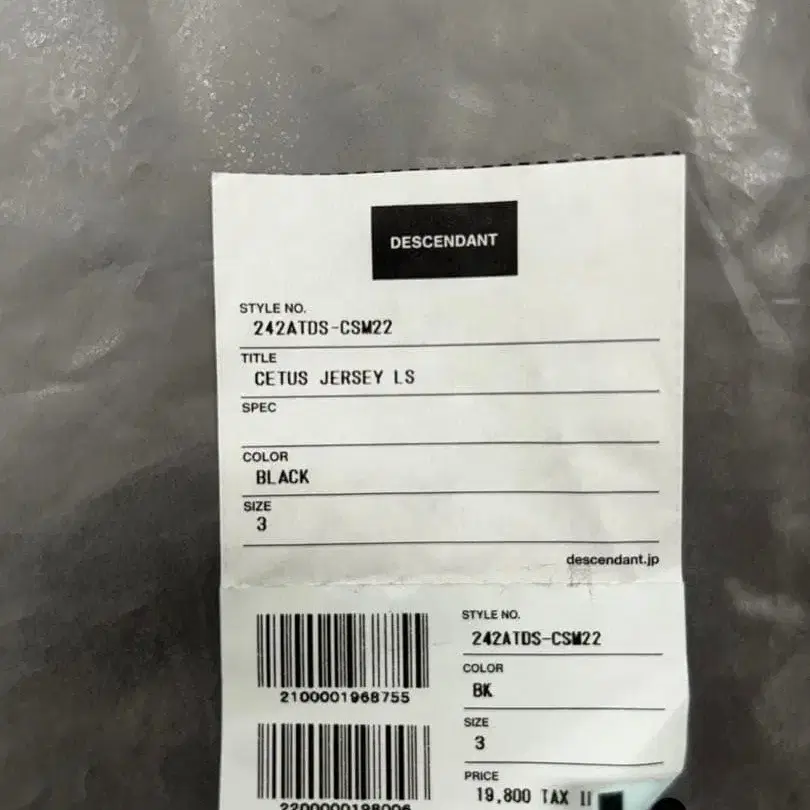 DESCENDANT
STYLE NO.
242ATDS-CSM22
TITLE
CETUS JERSEY LS
SPEC
COLOR
BLACK
SIZE
3
descendant.jp
2100001968755
STYLE NO.
242ATDS-CSM22
COLOR
BK
SIZE
3
PRICE
19,800 TAX